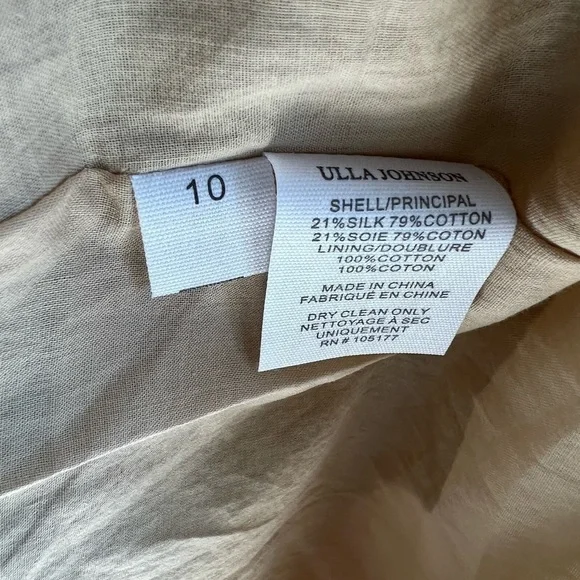 10
ULLA JOHNSON
SHELL/PRINCIPAL
21%SILK 79%COTTON
21%SOIE 79%COTTON
LINING/DOUBLURE
100%COTTON
100%COTON
MADE IN CHINA
FABRIQUÉ EN CHINE
DRY CLEAN ONLY
NETTOYAGE À SEC
UNIQUEMENT
RN # 105177